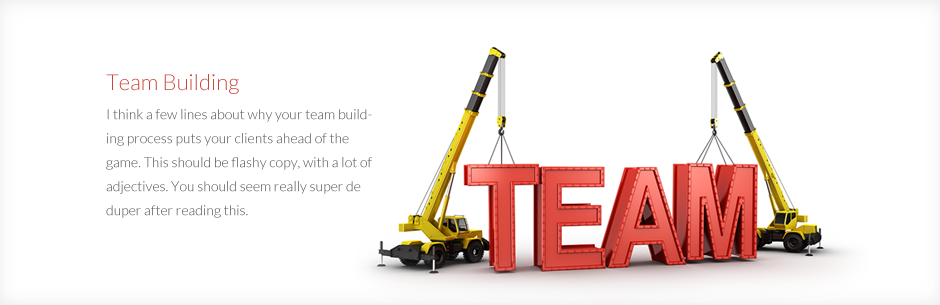 Team Building
I think a few lines about why your team build-
ing process puts your clients ahead of the
game. This should be flashy copy, with a lot of
adjectives. You should seem really super de
duper after reading this.
TEAM